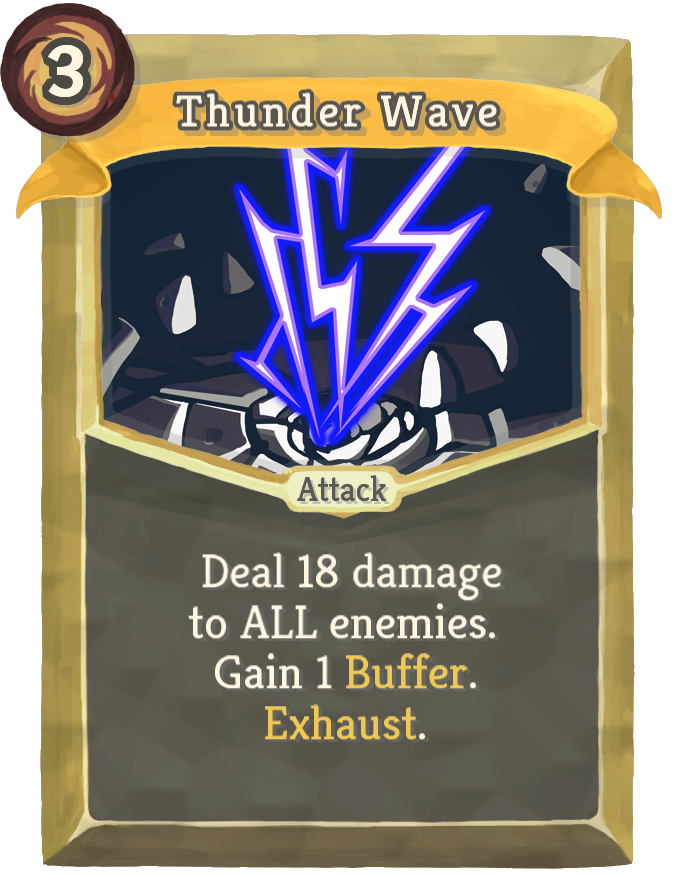 3
Thunder Wave
Attack
Deal 18 damage
to ALL enemies.
Gain 1 Buffer.
Exhaust.